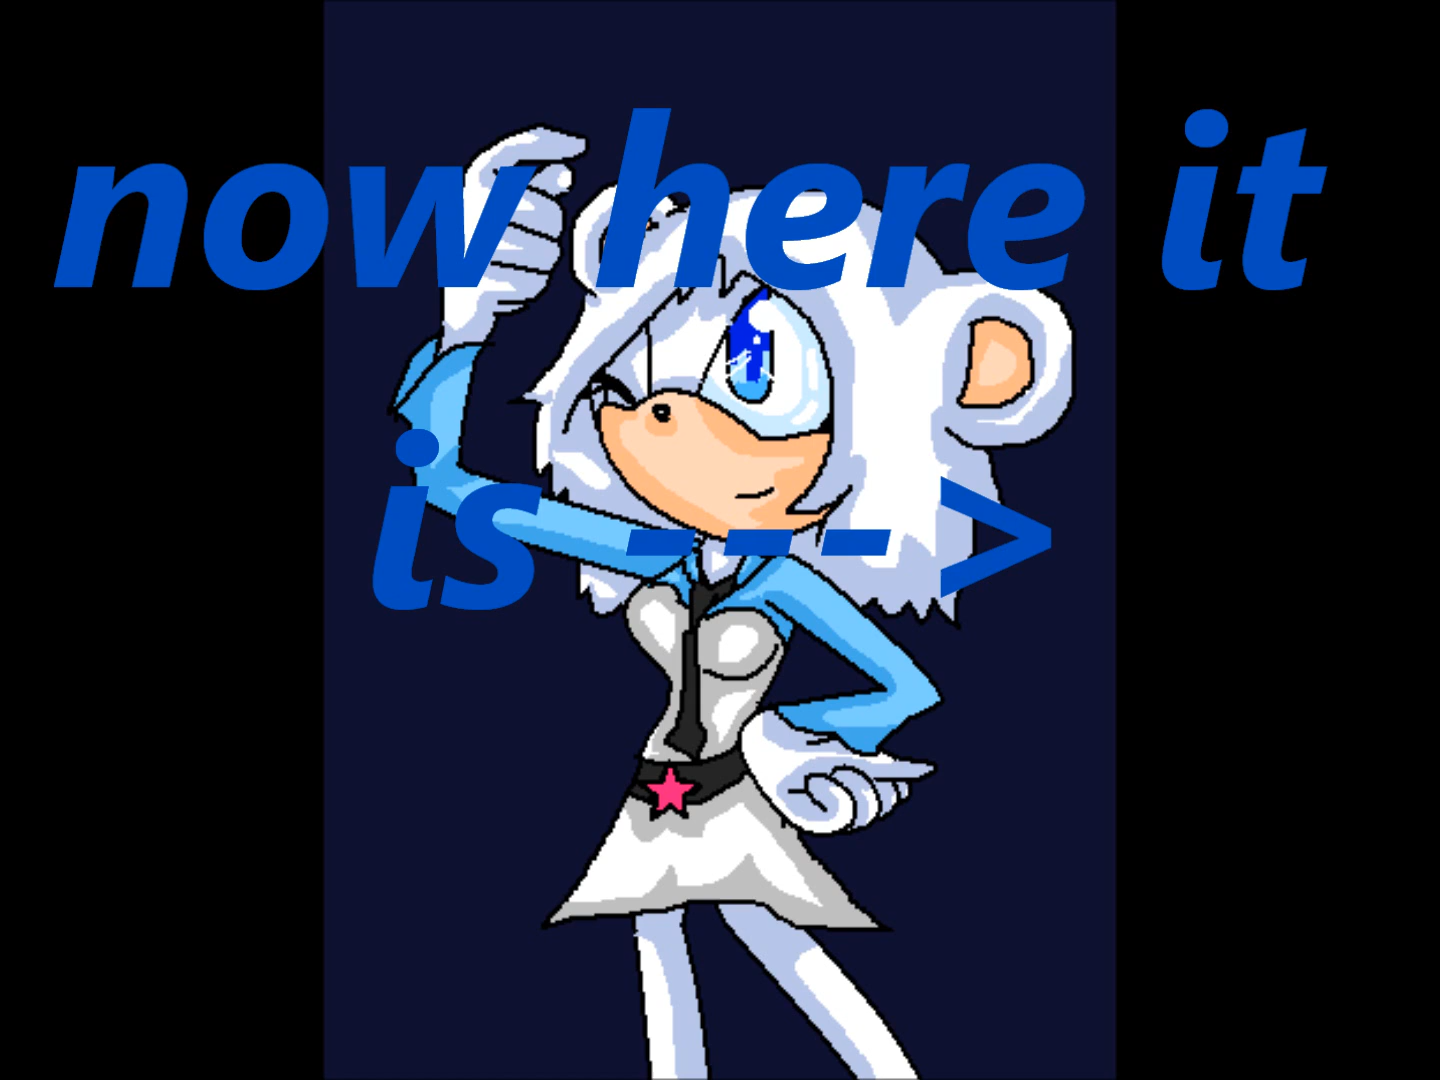 now here it
is --->